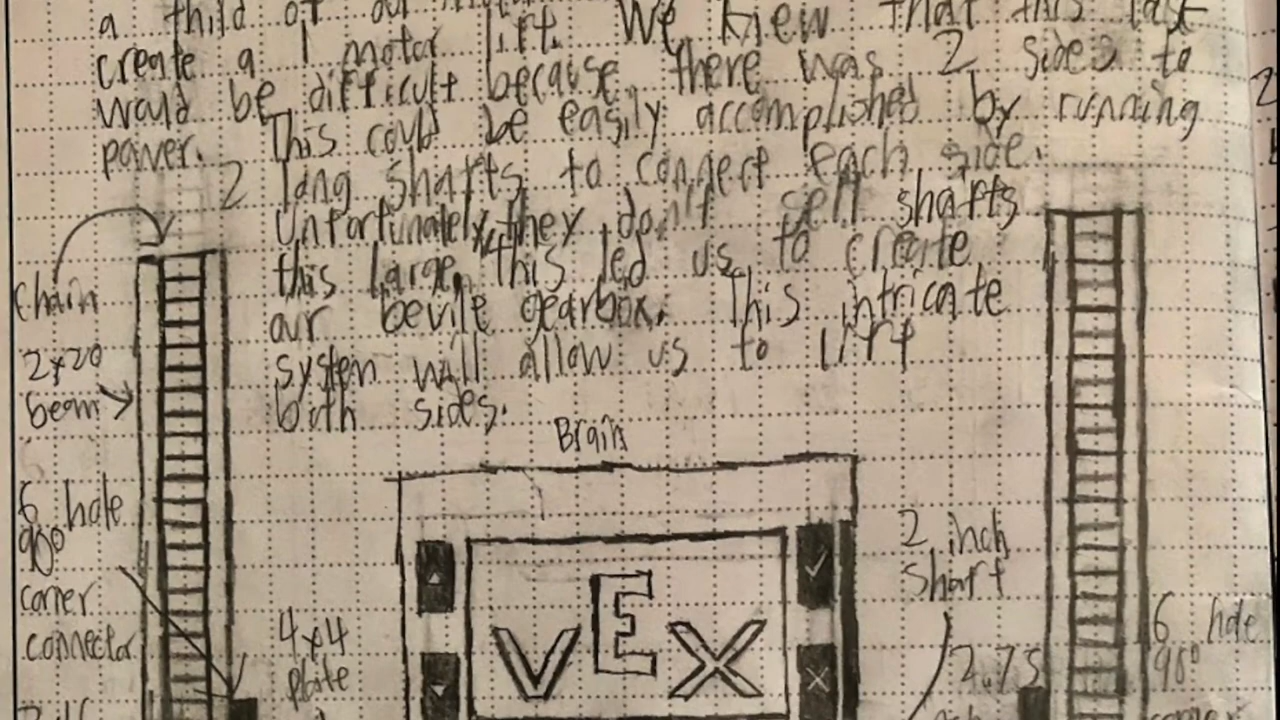 a third of our
create a 1 motor lift. We knew that this task
would be difficult because there was 2 sides to
power. This could be easily accomplished by running
2 long shafts to connect each side.
Unfortunately, they don't sell shafts
this large, this led us to create
our bevile gearbox. This intricate
system will allow us to lift
both sides.
Chain
2x20
beam
6 hole
90°
corner
connector
4x4
plate
Brain
VEX
2 inch
shaft
2.75
6 hole
90°
corner